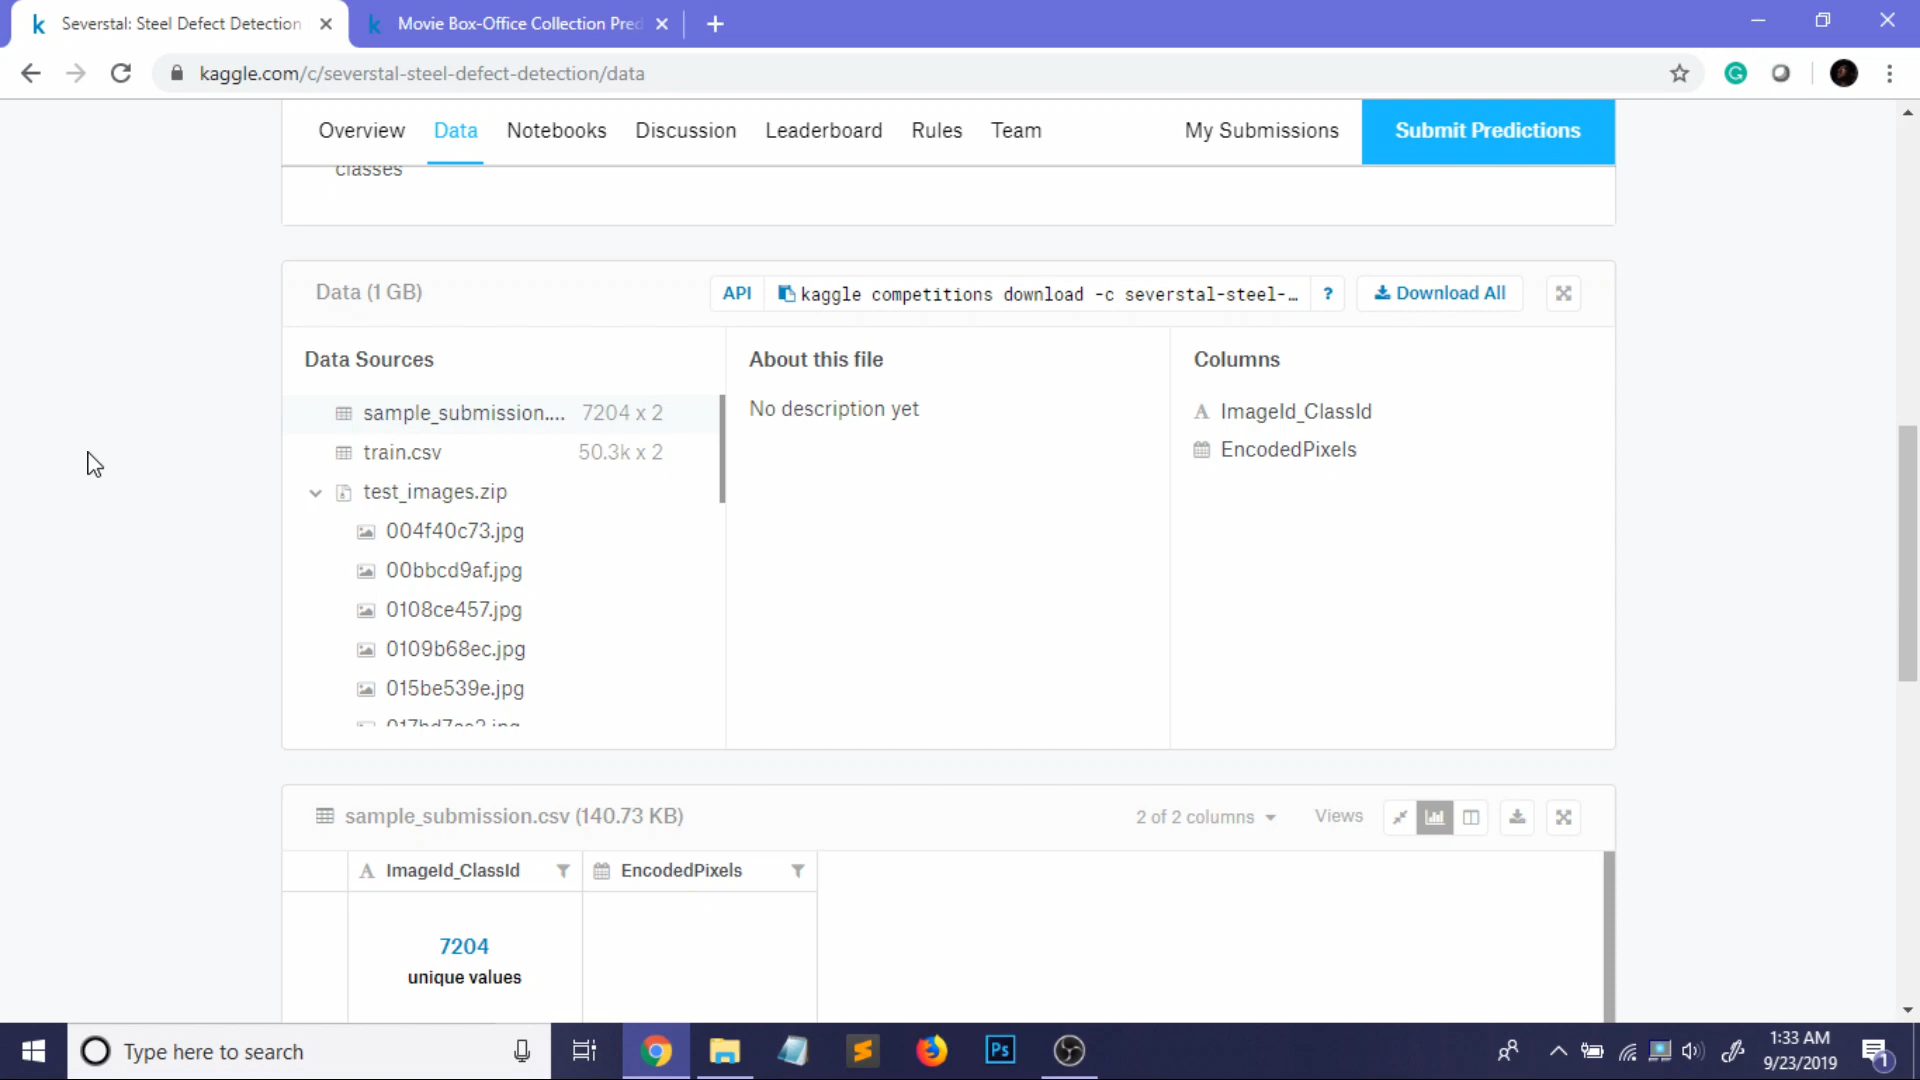 Severstal: Steel Defect Detection
Movie Box-Office Collection Pred
kaggle.com/c/severstal-steel-defect-detection/data
Overview Data Notebooks Discussion Leaderboard Rules Team My Submissions Submit Predictions
classes
Data (1 GB) API kaggle competitions download -c severstal-steel-… ? Download All
Data Sources
sample_submission.... 7204 x 2
train.csv 50.3k x 2
test_images.zip
004f40c73.jpg
00bbcd9af.jpg
0108ce457.jpg
0109b68ec.jpg
015be539e.jpg
About this file
No description yet
Columns
A ImageId_ClassId
EncodedPixels
sample_submission.csv (140.73 KB) 2 of 2 columns Views
A ImageId_ClassId EncodedPixels
7204
unique values
Type here to search
Ps
1:33 AM
9/23/2019
1